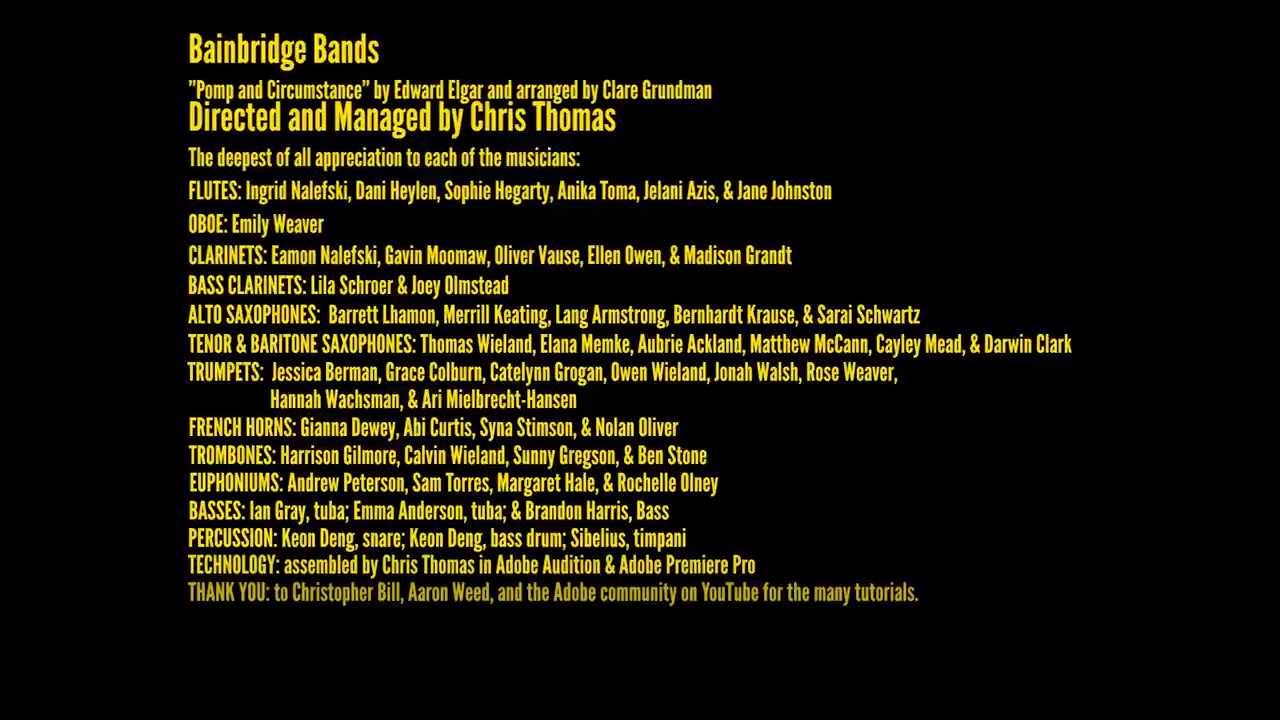 Bainbridge Bands
"Pomp and Circumstance" by Edward Elgar and arranged by Clare Grundman
Directed and Managed by Chris Thomas
The deepest of all appreciation to each of the musicians:
FLUTES: Ingrid Nalefski, Dani Heylen, Sophie Hegarty, Anika Toma, Jelani Azis, & Jane Johnston
OBOE: Emily Weaver
CLARINETS: Eamon Nalefski, Gavin Moomaw, Oliver Vause, Ellen Owen, & Madison Grandt
BASS CLARINETS: Lila Schroer & Joey Olmstead
ALTO SAXOPHONES: Barrett Lhamon, Merrill Keating, Lang Armstrong, Bernhardt Krause, & Sarai Schwartz
TENOR & BARITONE SAXOPHONES: Thomas Wieland, Elana Memke, Aubrie Ackland, Matthew McCann, Cayley Mead, & Darwin Clark
TRUMPETS: Jessica Berman, Grace Colburn, Catelynn Grogan, Owen Wieland, Jonah Walsh, Rose Weaver,
Hannah Wachsman, & Ari Mielbrecht-Hansen
FRENCH HORNS: Gianna Dewey, Abi Curtis, Syna Stimson, & Nolan Oliver
TROMBONES: Harrison Gilmore, Calvin Wieland, Sunny Gregson, & Ben Stone
EUPHONIUMS: Andrew Peterson, Sam Torres, Margaret Hale, & Rochelle Olney
BASSES: Ian Gray, tuba; Emma Anderson, tuba; & Brandon Harris, Bass
PERCUSSION: Keon Deng, snare; Keon Deng, bass drum; Sibelius, timpani
TECHNOLOGY: assembled by Chris Thomas in Adobe Audition & Adobe Premiere Pro
THANK YOU: to Christopher Bill, Aaron Weed, and the Adobe community on YouTube for the many tutorials.